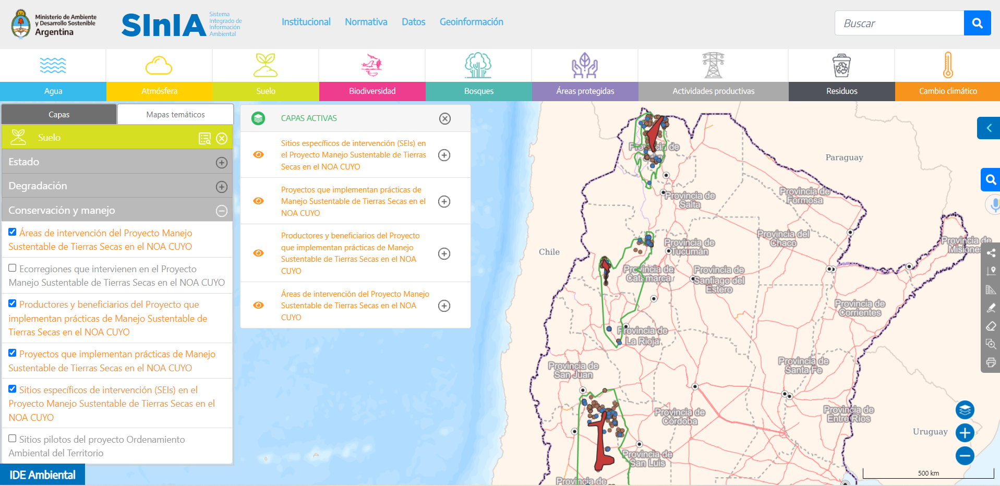 Ministerio de Ambiente
y Desarrollo Sostenible
Argentina
SInIA
Sistema
Integrado de
Información
Ambiental
Institucional
Normativa
Datos
Geoinformación
Buscar
Agua
Atmósfera
Suelo
Biodiversidad
Bosques
Áreas protegidas
Actividades productivas
Residuos
Cambio climático
Capas
Mapas temáticos
Suelo
Estado
Degradación
Conservación y manejo
Áreas de intervención del Proyecto Manejo
Sustentable de Tierras Secas en el NOA CUYO
Ecorregiones que intervienen en el Proyecto
Manejo Sustentable de Tierras Secas en el NOA CUYO
Productores y beneficiarios del Proyecto que
implementan prácticas de Manejo Sustentable de
Tierras Secas en el NOA CUYO
Proyectos que implementan prácticas de Manejo
Sustentable de Tierras Secas en el NOA CUYO
Sitios específicos de intervención (SEIs) en el
Proyecto Manejo Sustentable de Tierras Secas en el
NOA CUYO
Sitios pilotos del proyecto Ordenamiento
Ambiental del Territorio
IDE Ambiental
CAPAS ACTIVAS
Sitios específicos de intervención (SEIs) en
el Proyecto Manejo Sustentable de Tierras
Secas en el NOA CUYO
Proyectos que implementan prácticas de
Manejo Sustentable de Tierras Secas en el
NOA CUYO
Productores y beneficiarios del Proyecto
que implementan prácticas de Manejo
Sustentable de Tierras Secas en el NOA
CUYO
Áreas de intervención del Proyecto Manejo
Sustentable de Tierras Secas en el NOA
CUYO
Paraguay
Provincia de
Salta
Provincia de
Formosa
Provincia del
Chaco
Provincia de
Misiones
Chile
Provincia de
Tucumán
Provincia de
Catamarca
Provincia de
Santiago del
Estero
Provincia de
Corrientes
Provincia de
La Rioja
Provincia de
San Juan
Provincia de
Santa Fe
Provincia de
Córdoba
Provincia de
Entre Ríos
Uruguay
Provincia de
San Luis
Provincia de
500 km